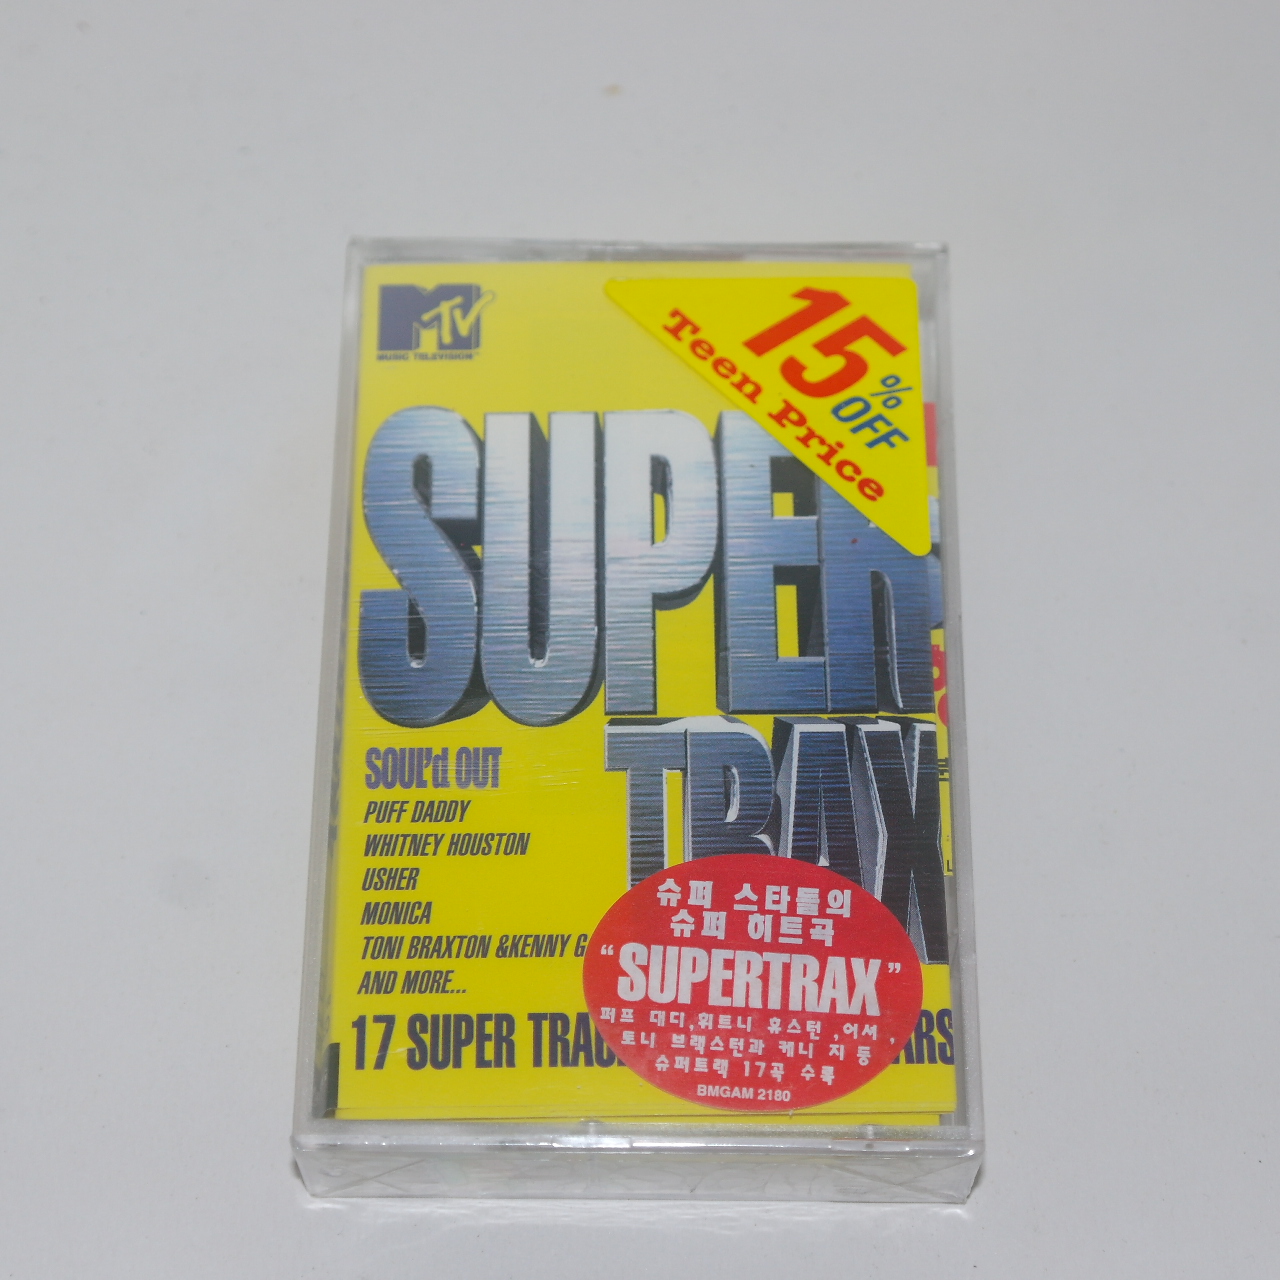 MTV
MUSIC TELEVISION
15% OFF
Teen Price
SUPER
TRAX
SOUL'd OUT
PUFF DADDY
WHITNEY HOUSTON
USHER
MONICA
TONI BRAXTON &KENNY G
AND MORE...
17 SUPER
슈퍼 스타들의
슈퍼 히트곡
"SUPERTRAX"
퍼프 대디,휘트니 휴스턴 ,어셔 ,
토니 브랙스턴과 케니 지 등
슈퍼트랙 17곡 수록
BMGAM 2180